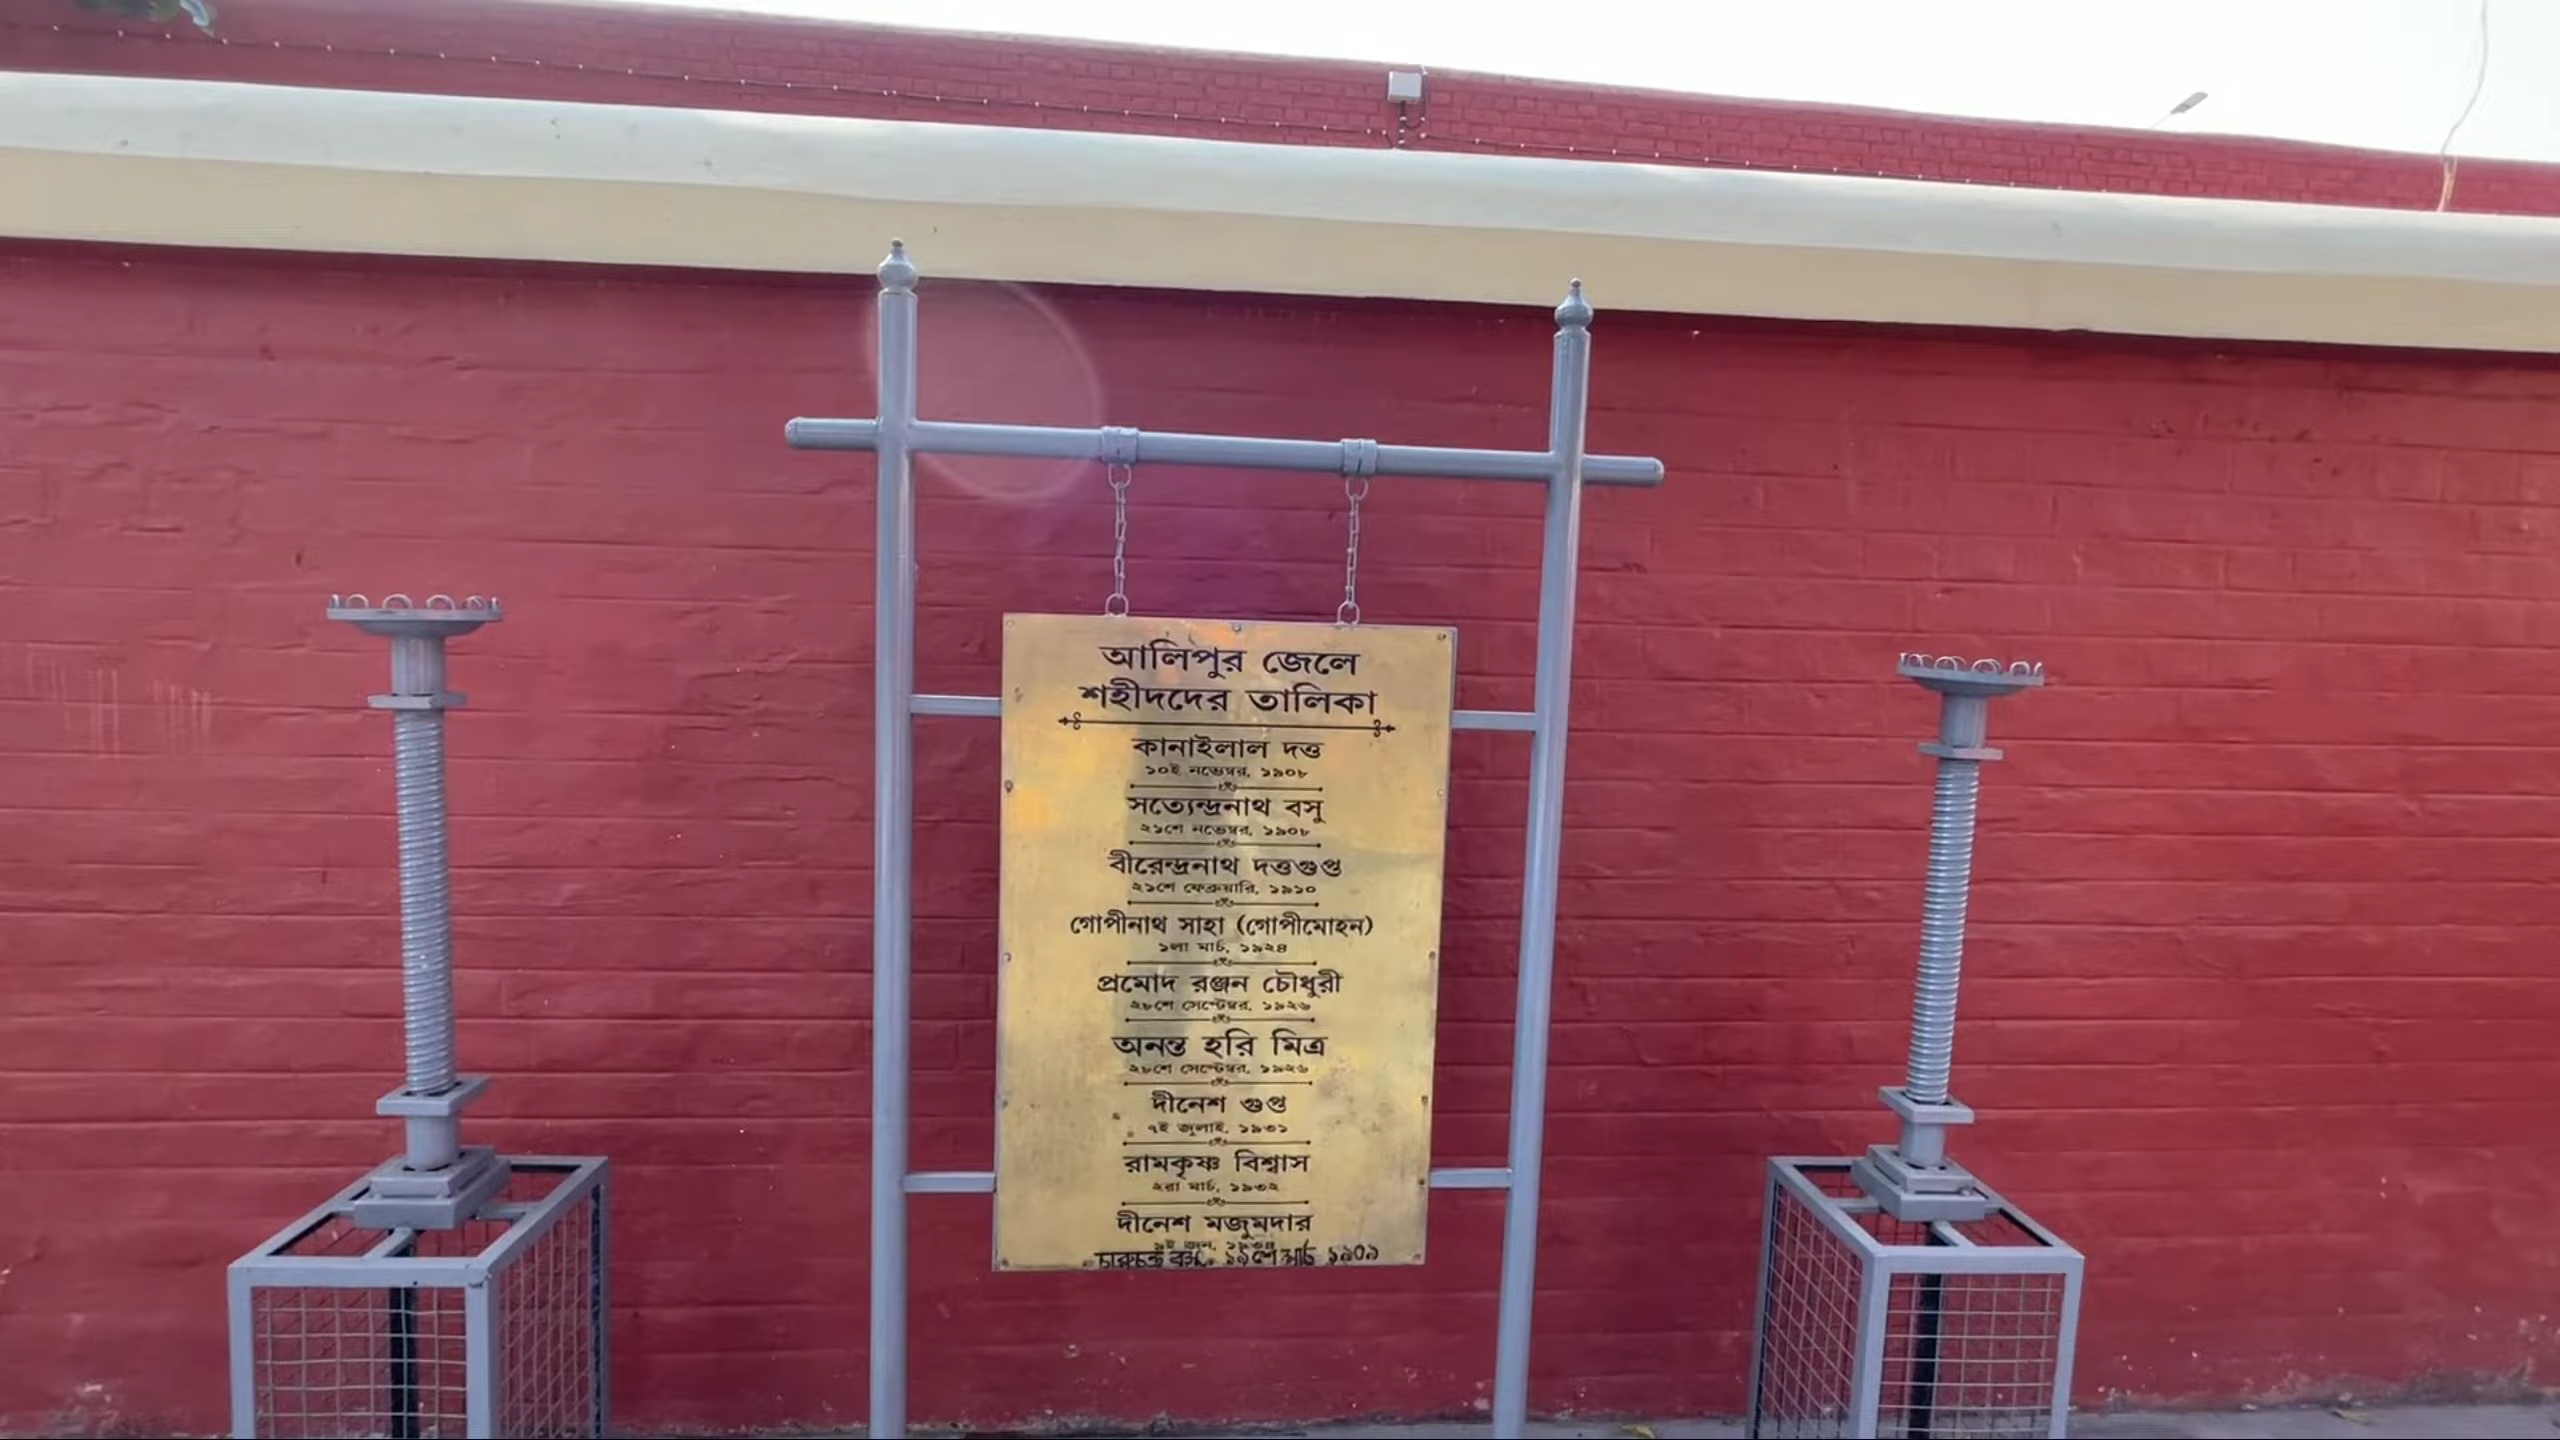 আলিপুর জেলে
শহীদদের তালিকা
কানাইলাল দত্ত
১০ই নভেম্বর, ১৯০৮
সত্যেন্দ্রনাথ বসু
২১শে নভেম্বর, ১৯০৮
বীরেন্দ্রনাথ দত্তগুপ্ত
২১শে ফেব্রুয়ারি, ১৯১০
গোপীনাথ সাহা (গোপীমোহন)
১লা মার্চ, ১৯২৪
প্রমোদ রঞ্জন চৌধুরী
২৮শে সেপ্টেম্বর, ১৯২৬
অনন্ত হরি মিত্র
২৮শে সেপ্টেম্বর, ১৯২৬
দীনেশ গুপ্ত
৭ই জুলাই, ১৯৩১
রামকৃষ্ণ বিশ্বাস
২রা মার্চ, ১৯৩২
দীনেশ মজুমদার
চারুচন্দ্র ১৯শে মার্চ ১৯০৯